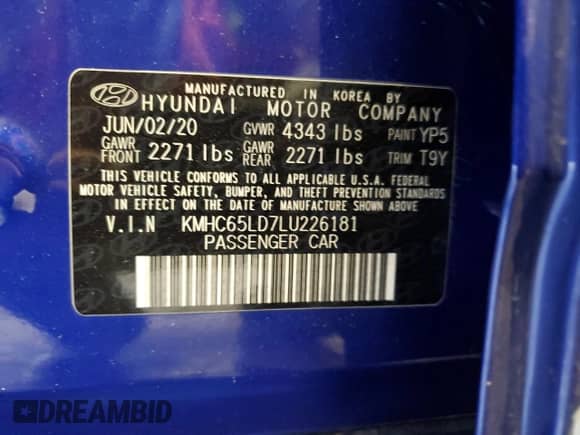 MANUFACTURED IN KOREA BY
HYUNDAI MOTOR COMPANY
JUN/02/20 GVWR 4343 lbs PAINT YP5
GAWR FRONT 2271 lbs GAWR REAR 2271 lbs TRIM T9Y
THIS VEHICLE CONFORMS TO ALL APPLICABLE U.S.A. FEDERAL
MOTOR VEHICLE SAFETY, BUMPER, AND THEFT PREVENTION STANDARDS
IN EFFECT ON THE DATE OF MANUFACTURE SHOWN ABOVE
V.I.N KMHC65LD7LU226181
PASSENGER CAR
DREAMBID